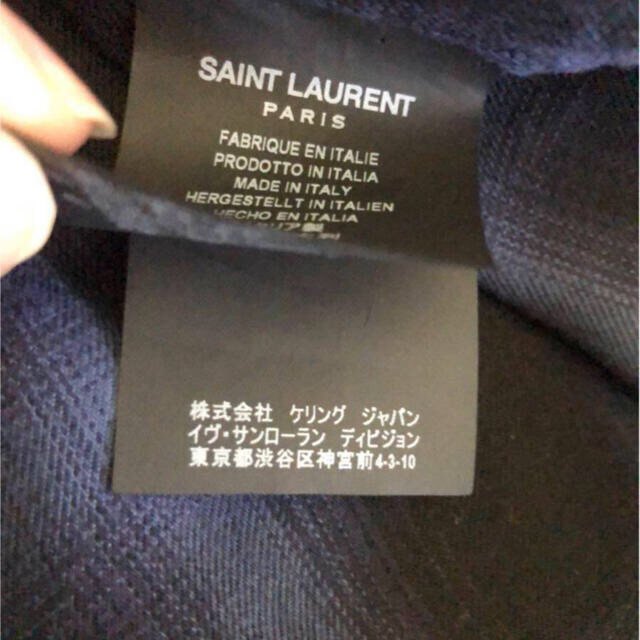 SAINT LAURENT
PARIS
FABRIQUE EN ITALIE
PRODOTTO IN ITALIA
MADE IN ITALY
HERGESTELLT IN ITALIEN
HECHO EN ITALIA
株式会社 ケリング ジャパン
イヴ・サンローラン ディビジョン
東京都渋谷区神宮前4-3-10